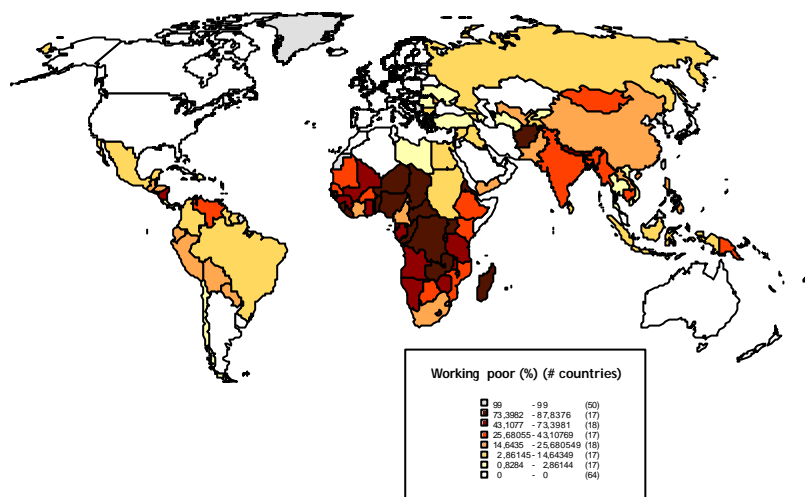 Working poor (%) (# countries)
99 - 99 (50)
73,3982 - 87,8376 (17)
43,1077 - 73,3981 (18)
25,68055 - 43,10769 (17)
14,6435 - 25,680549 (18)
2,86145 - 14,64349 (17)
0,8284 - 2,86144 (17)
0 - 0 (64)